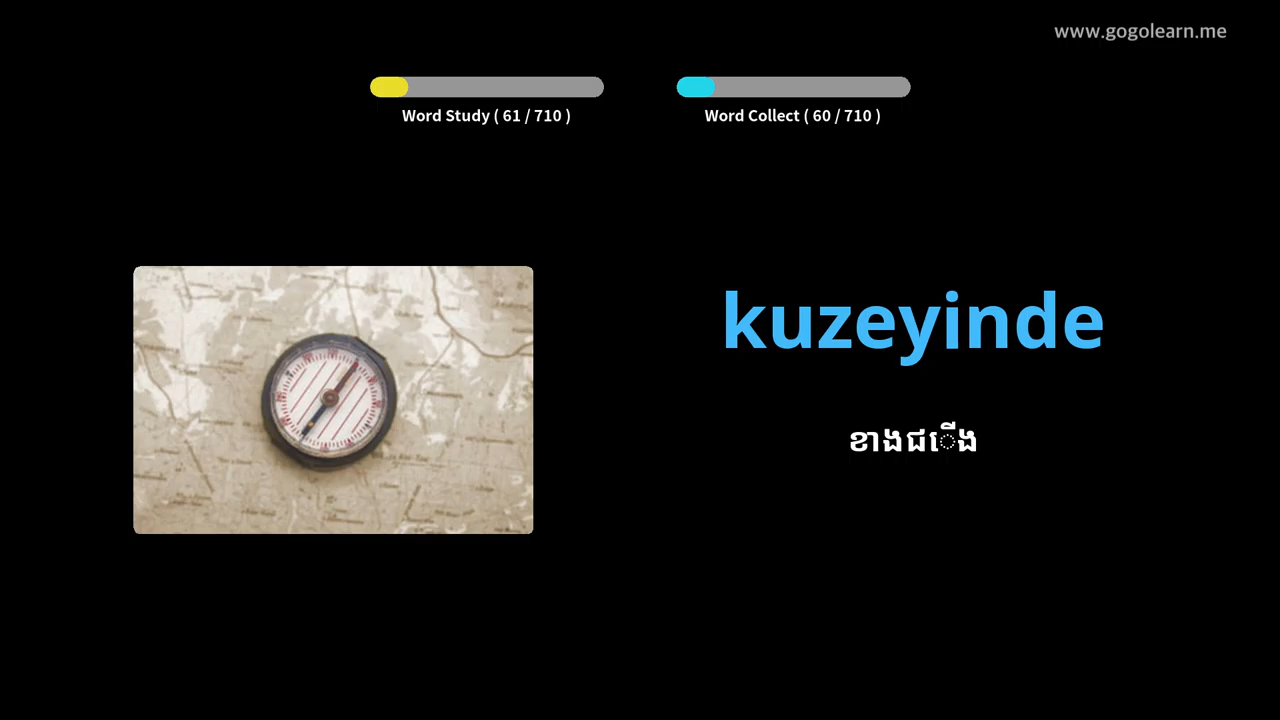 www.gogolearn.me
Word Study ( 61 / 710 )
Word Collect ( 60 / 710 )
kuzeyinde
ខាងជើង